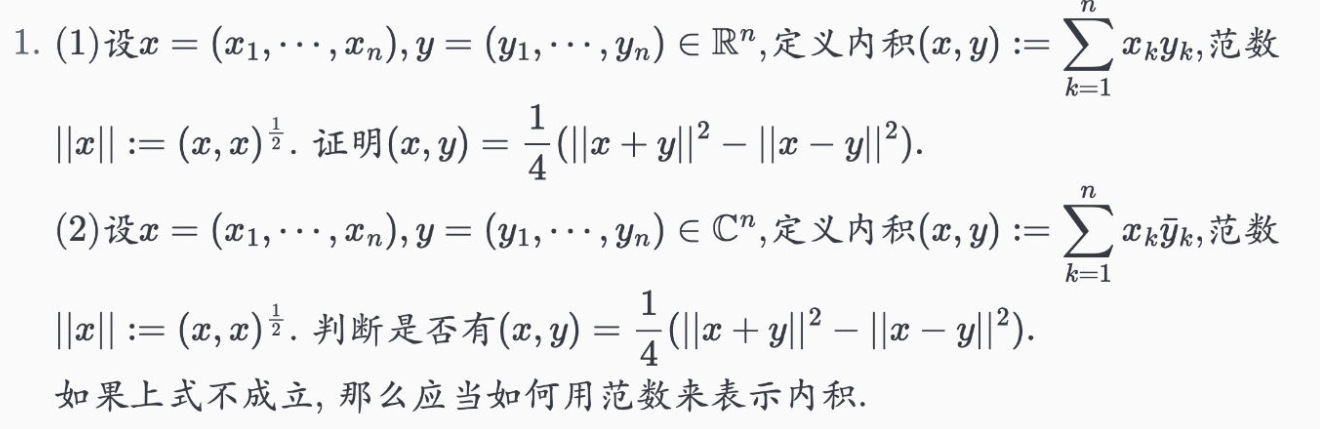 1. (1)设$x = (x_1, \cdots, x_n), y = (y_1, \cdots, y_n) \in \mathbb{R}^n$,定义内积$(x, y) := \sum_{k=1}^{n} x_k y_k$,范数
$||x|| := (x, x)^{\frac{1}{2}}$. 证明$(x, y) = \frac{1}{4}(||x + y||^2 - ||x - y||^2)$.
(2)设$x = (x_1, \cdots, x_n), y = (y_1, \cdots, y_n) \in \mathbb{C}^n$,定义内积$(x, y) := \sum_{k=1}^{n} x_k \bar{y}_k$,范数
$||x|| := (x, x)^{\frac{1}{2}}$. 判断是否有$(x, y) = \frac{1}{4}(||x + y||^2 - ||x - y||^2)$.
如果上式不成立, 那么应当如何用范数来表示内积.